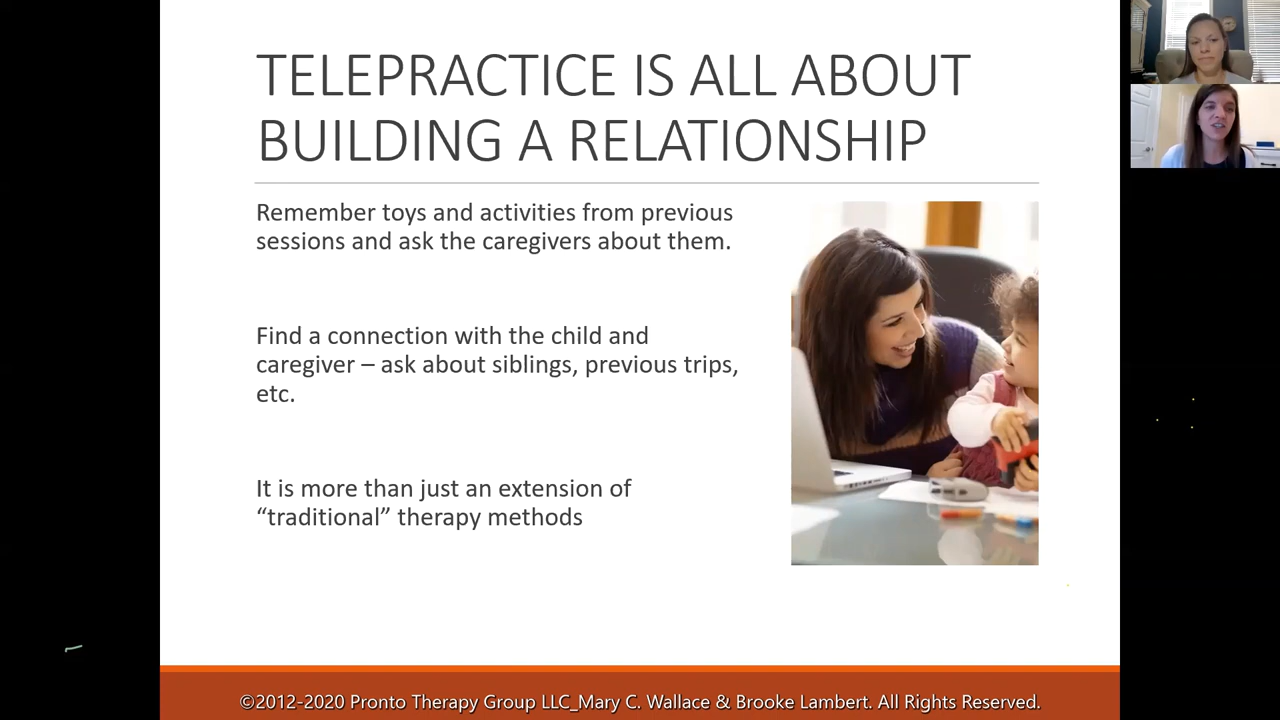 TELEPRACTICE IS ALL ABOUT
BUILDING A RELATIONSHIP
Remember toys and activities from previous
sessions and ask the caregivers about them.
Find a connection with the child and
caregiver – ask about siblings, previous trips,
etc.
It is more than just an extension of
“traditional” therapy methods
©2012-2020 Pronto Therapy Group LLC_Mary C. Wallace & Brooke Lambert. All Rights Reserved.